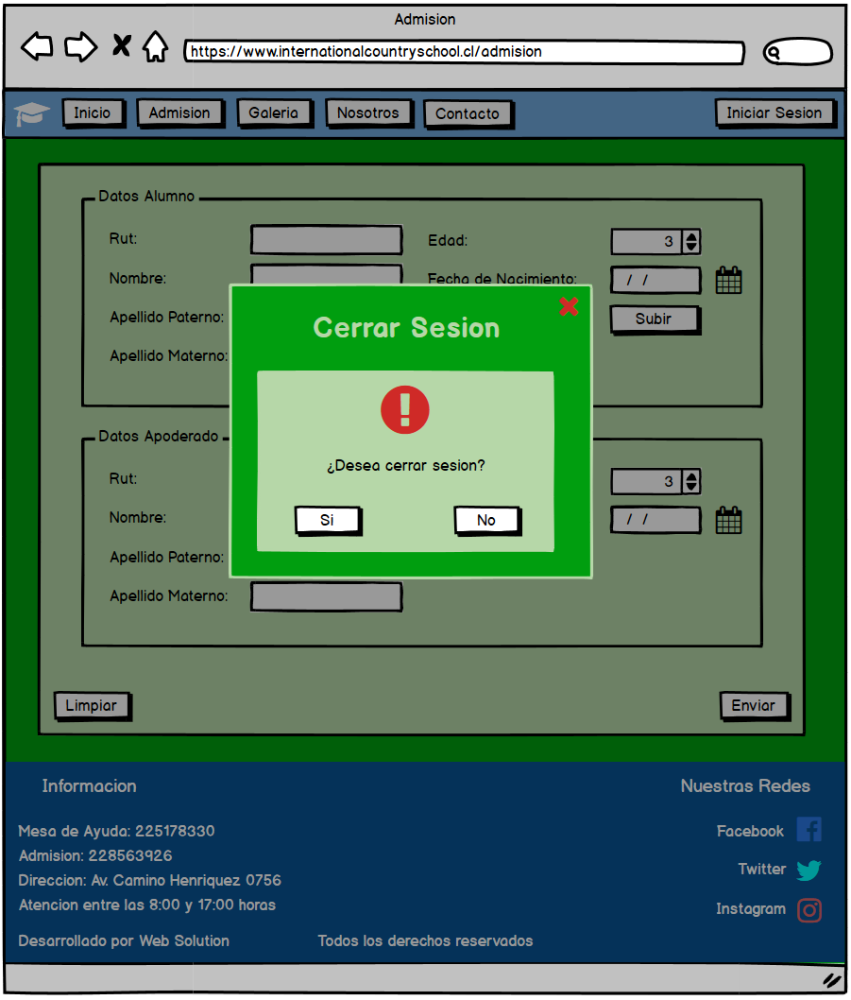 Admision
https://www.internationalcountryschool.cl/admision
Inicio Admision Galeria Nosotros Contacto Iniciar Sesion
Datos Alumno
Rut: Edad: 3
Nombre: Fecha de Nacimiento: / /
Apellido Paterno: Subir
Apellido Materno:
Cerrar Sesion
¿Desea cerrar sesion?
Si No
Datos Apoderado
Rut: 3
Nombre: / /
Apellido Paterno:
Apellido Materno:
Limpiar Enviar
Informacion Nuestras Redes
Mesa de Ayuda: 225178330 Facebook
Admision: 228563926
Twitter
Direccion: Av. Camino Henriquez 0756
Atencion entre las 8:00 y 17:00 horas Instagram
Desarrollado por Web Solution Todos los derechos reservados